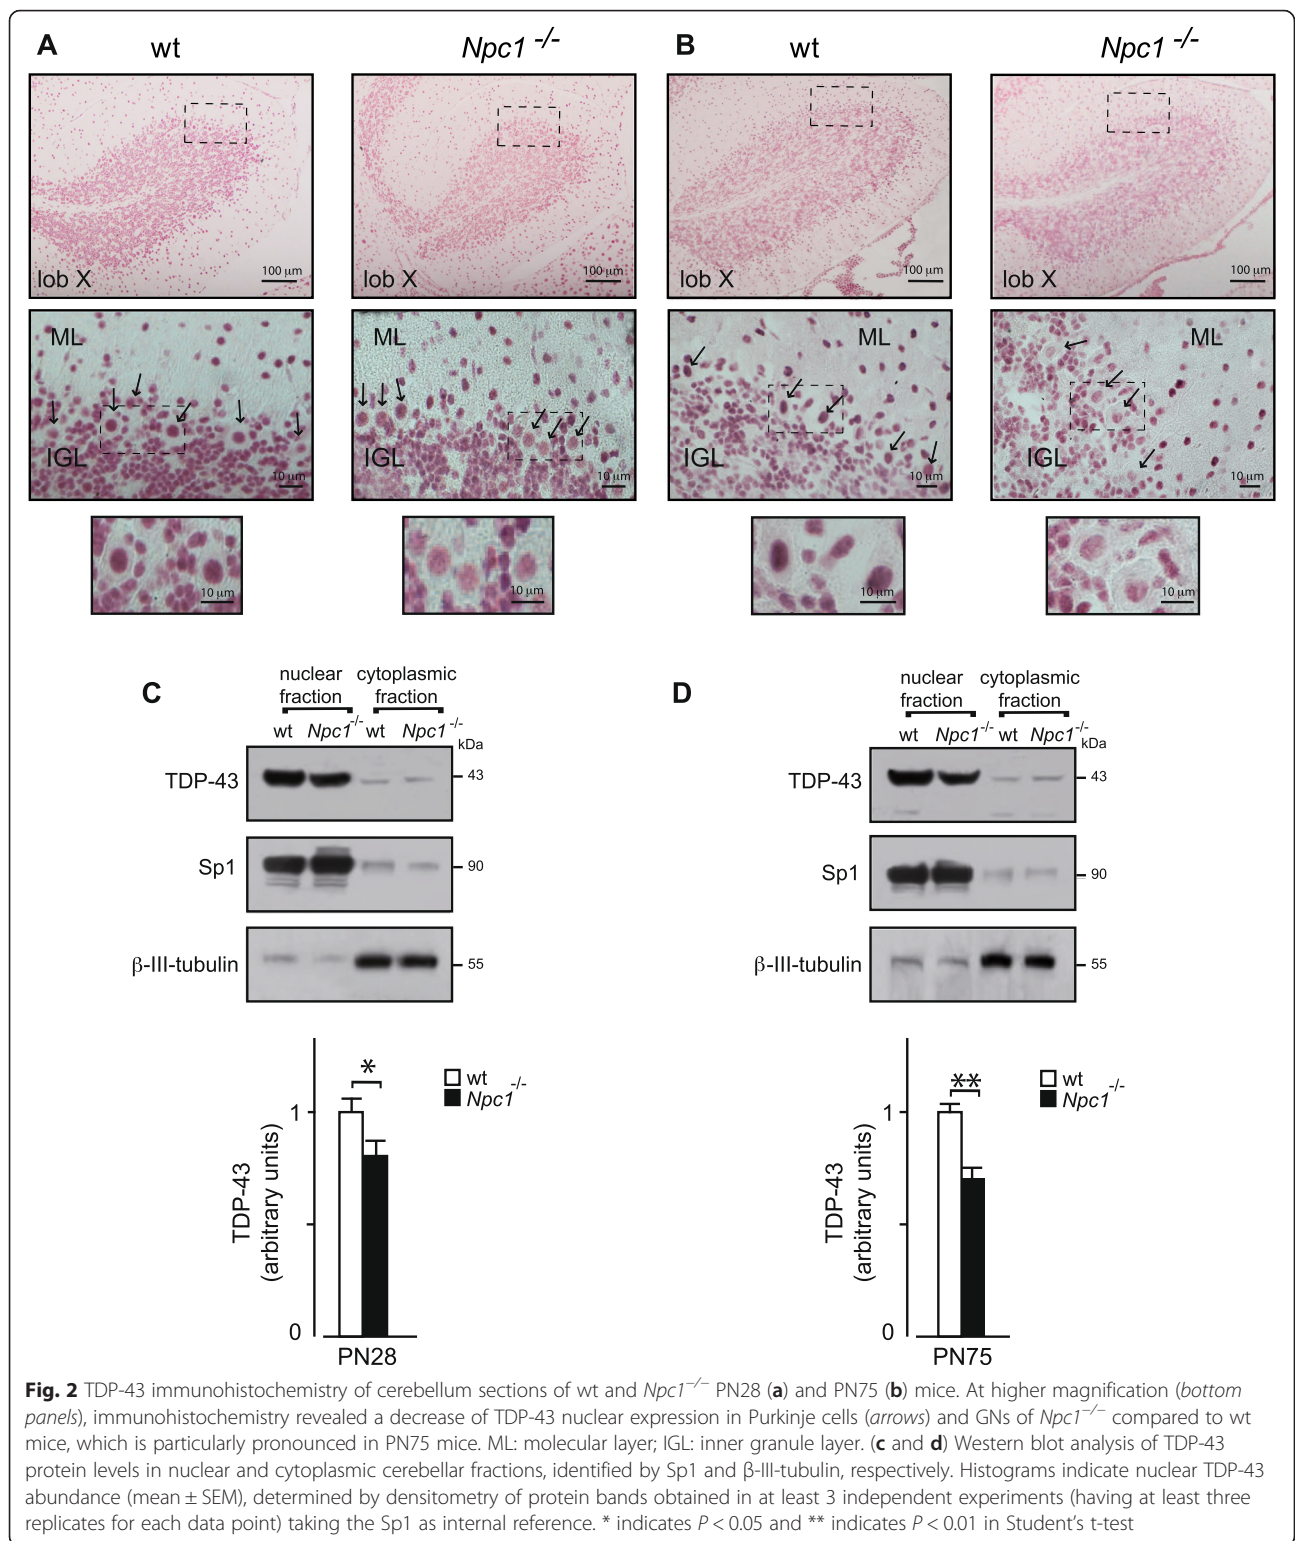 A
wt
Npc1 -/-
B
wt
Npc1 -/-
lob X
100 µm
lob X
100 µm
lob X
100 µm
lob X
100 µm
ML
IGL
10 µm
ML
IGL
10 µm
ML
IGL
10 µm
ML
IGL
10 µm
10 µm
10 µm
10 µm
10 µm
C
nuclear fraction
cytoplasmic fraction
wt Npc1-/- wt Npc1-/-
kDa
TDP-43
43
Sp1
90
β-III-tubulin
55
D
nuclear fraction
cytoplasmic fraction
wt Npc1-/- wt Npc1-/-
kDa
TDP-43
43
Sp1
90
β-III-tubulin
55
*
wt
Npc1-/-
1
TDP-43
(arbitrary units)
0
PN28
**
wt
Npc1-/-
1
TDP-43
(arbitrary units)
0
PN75
Fig. 2 TDP-43 immunohistochemistry of cerebellum sections of wt and Npc1−/− PN28 (a) and PN75 (b) mice. At higher magnification (bottom
panels), immunohistochemistry revealed a decrease of TDP-43 nuclear expression in Purkinje cells (arrows) and GNs of Npc1−/− compared to wt
mice, which is particularly pronounced in PN75 mice. ML: molecular layer; IGL: inner granule layer. (c and d) Western blot analysis of TDP-43
protein levels in nuclear and cytoplasmic cerebellar fractions, identified by Sp1 and β-III-tubulin, respectively. Histograms indicate nuclear TDP-43
abundance (mean ± SEM), determined by densitometry of protein bands obtained in at least 3 independent experiments (having at least three
replicates for each data point) taking the Sp1 as internal reference. * indicates P < 0.05 and ** indicates P < 0.01 in Student’s t-test